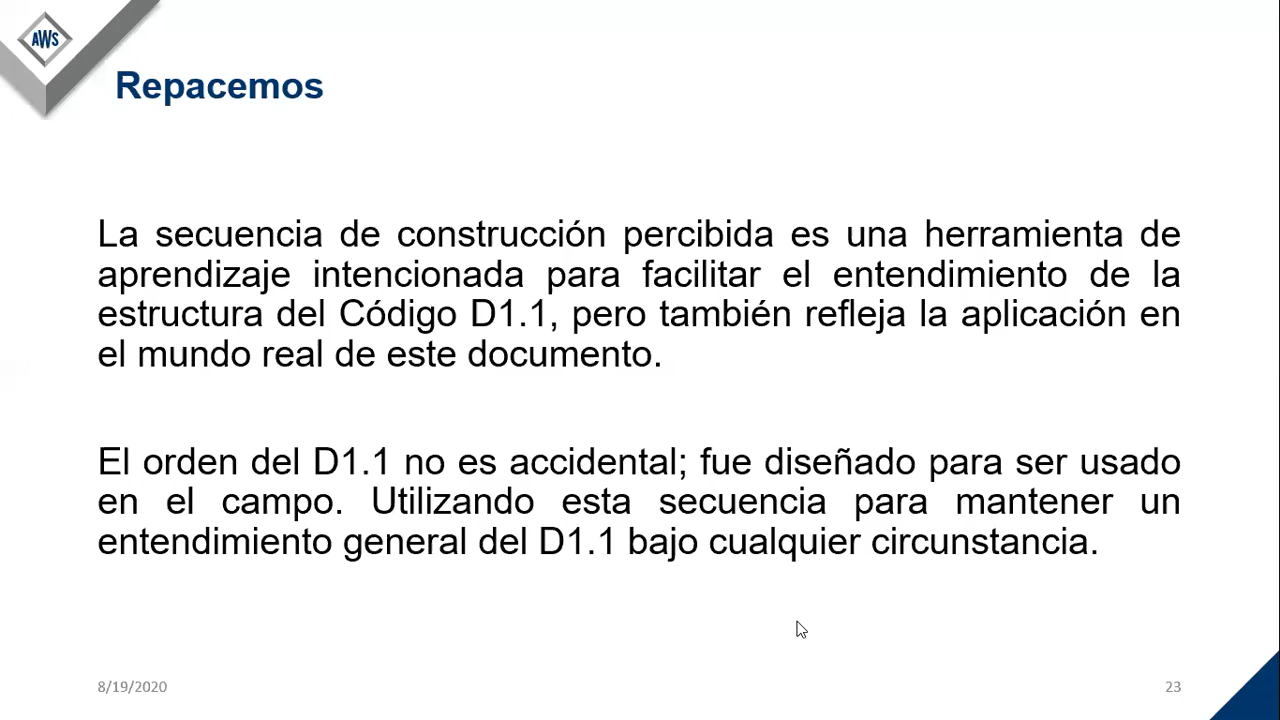 AWS
Repacemos
La secuencia de construcción percibida es una herramienta de
aprendizaje intencionada para facilitar el entendimiento de la
estructura del Código D1.1, pero también refleja la aplicación en
el mundo real de este documento.
El orden del D1.1 no es accidental; fue diseñado para ser usado
en el campo. Utilizando esta secuencia para mantener un
entendimiento general del D1.1 bajo cualquier circunstancia.
8/19/2020
23